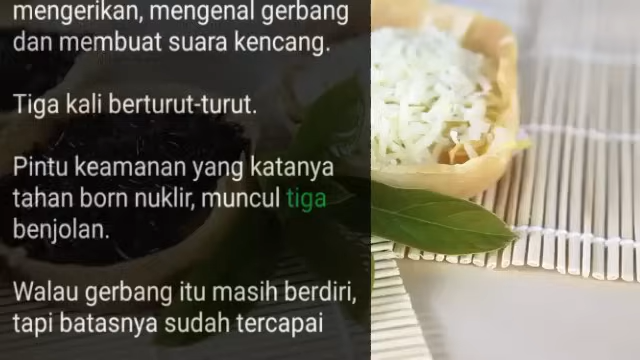 mengerikan, mengenal gerbang
dan membuat suara kencang.
Tiga kali berturut-turut.
Pintu keamanan yang katanya
tahan born nuklir, muncul tiga
benjolan.
Walau gerbang itu masih berdiri,
tapi batasnya sudah tercapai